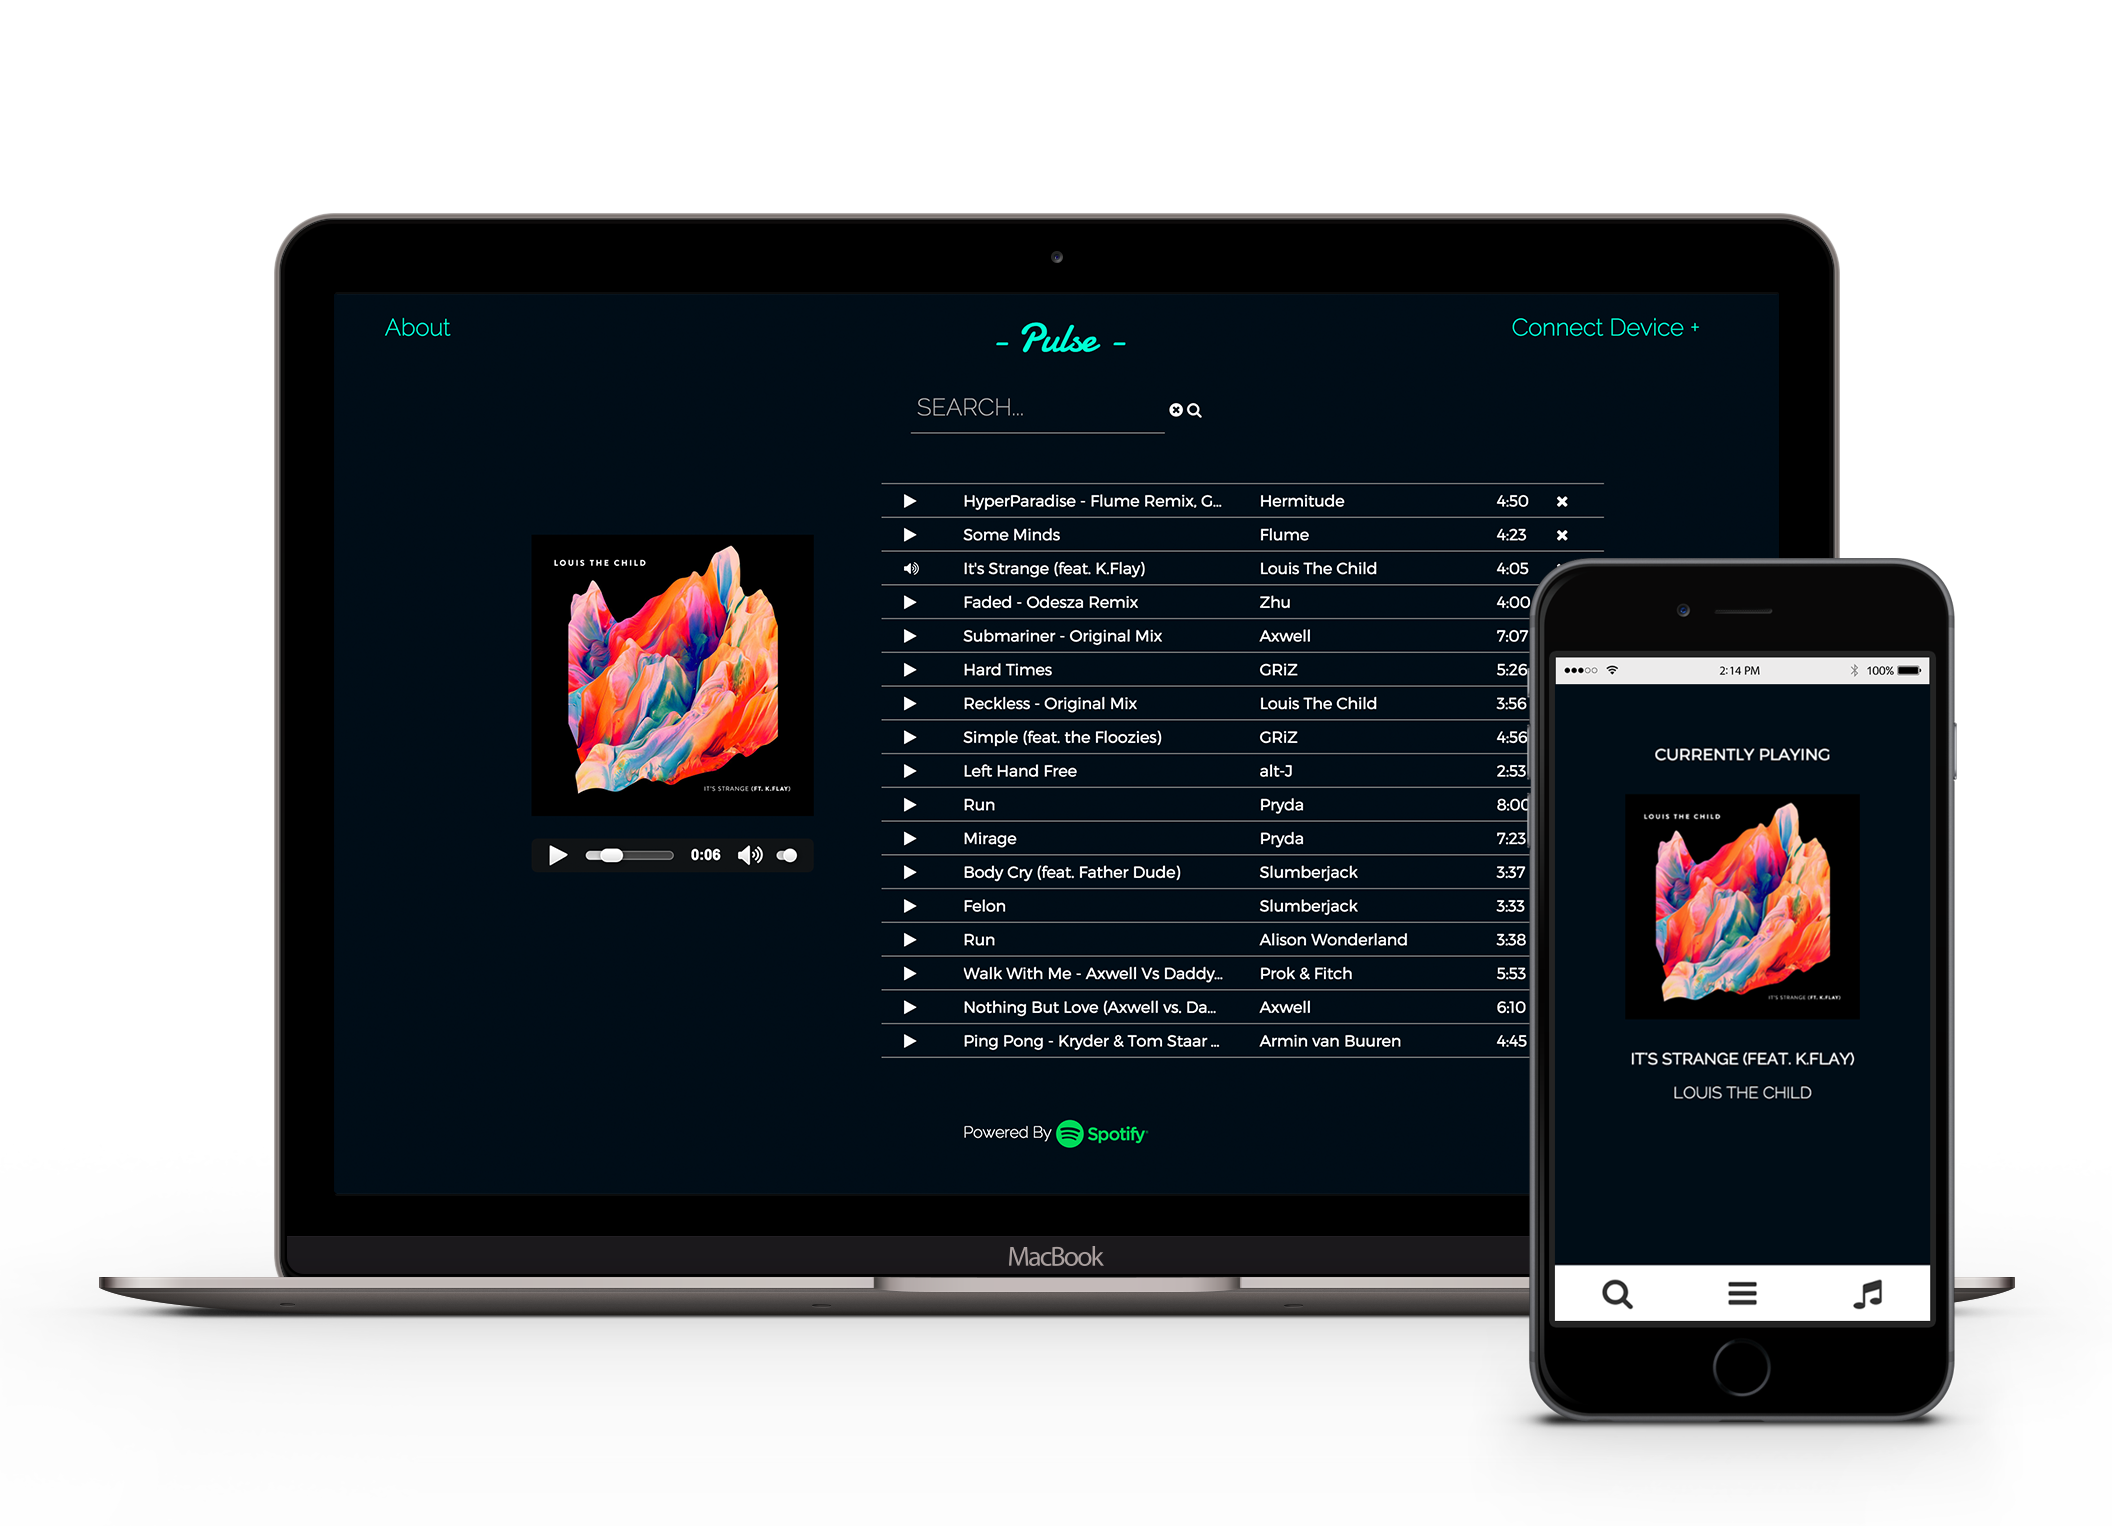 About
- Pulse -
Connect Device +
SEARCH...
HyperParadise - Flume Remix, G... Hermitude 4:50
Some Minds Flume 4:23
It's Strange (feat. K.Flay) Louis The Child 4:05
Faded - Odesza Remix Zhu 4:00
Submariner - Original Mix Axwell 7:07
Hard Times GRiZ 5:26
Reckless - Original Mix Louis The Child 3:56
Simple (feat. the Floozies) GRiZ 4:56
Left Hand Free alt-J 2:53
Run Pryda 8:00
Mirage Pryda 7:23
Body Cry (feat. Father Dude) Slumberjack 3:37
Felon Slumberjack 3:33
Run Alison Wonderland 3:38
Walk With Me - Axwell Vs Daddy... Prok & Fitch 5:53
Nothing But Love (Axwell vs. Da... Axwell 6:10
Ping Pong - Kryder & Tom Staar ... Armin van Buuren 4:45
LOUIS THE CHILD
IT'S STRANGE (FT. K.FLAY)
0:06
Powered By Spotify
MacBook
2:14 PM 100%
CURRENTLY PLAYING
LOUIS THE CHILD
IT'S STRANGE (FT. K.FLAY)
IT'S STRANGE (FEAT. K.FLAY)
LOUIS THE CHILD